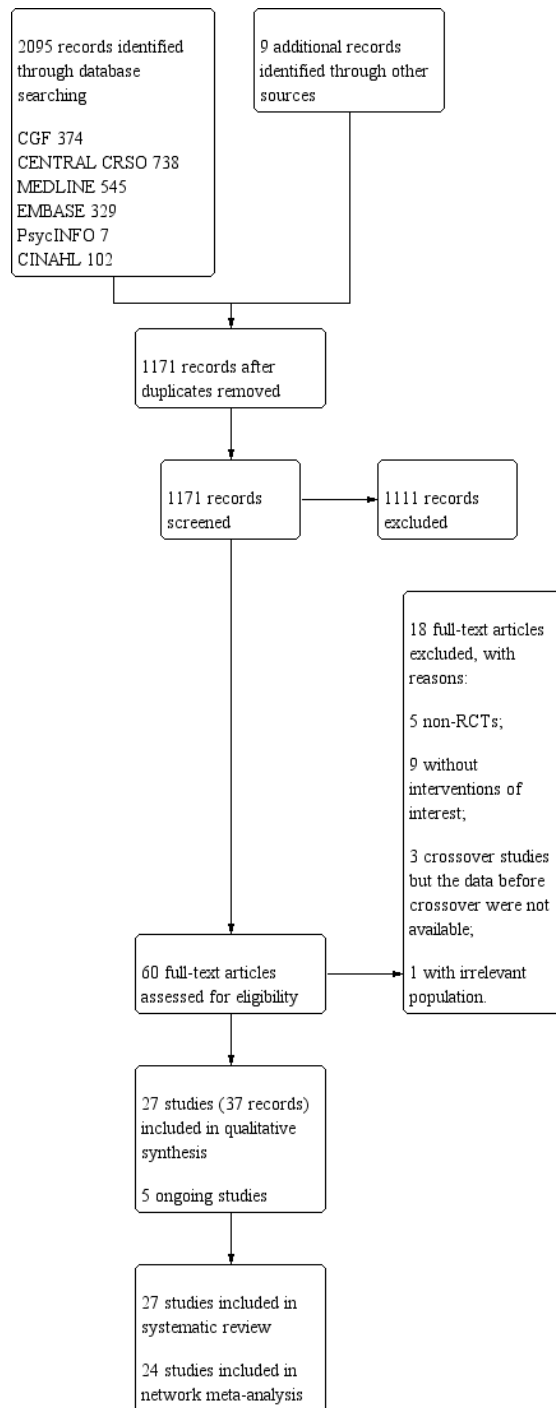 2095 records identified
through database
searching
CGF 374
CENTRAL CRSO 738
MEDLINE 545
EMBASE 329
PsycINFO 7
CINAHL 102
9 additional records
identified through other
sources
1171 records after
duplicates removed
1171 records
screened
1111 records
excluded
18 full-text articles
excluded, with
reasons:
5 non-RCTs;
9 without
interventions of
interest;
3 crossover studies
but the data before
crossover were not
available;
1 with irrelevant
population.
60 full-text articles
assessed for eligibility
27 studies (37 records)
included in qualitative
synthesis
5 ongoing studies
27 studies included in
systematic review
24 studies included in
network meta-analysis